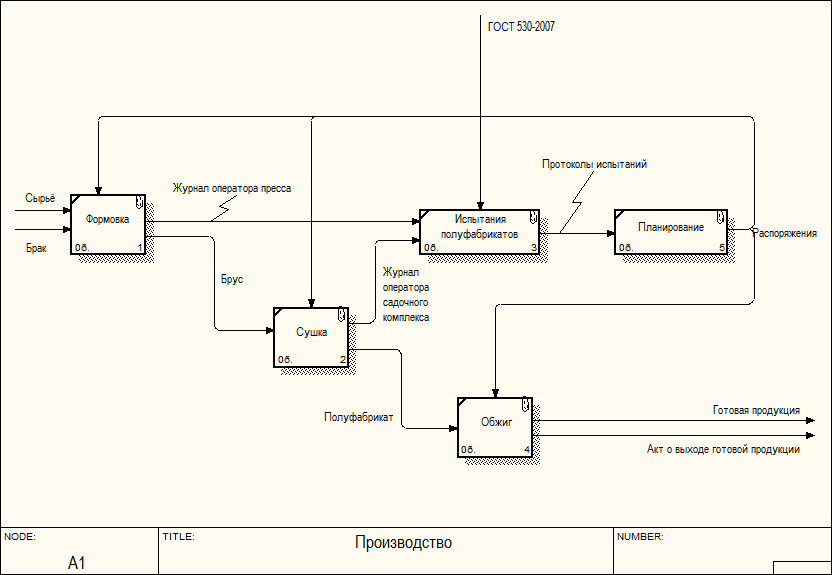 ГОСТ 530-2007
Протоколы испытаний
Журнал оператора пресса
Сырьё
Формовка
0б. 1
Брак
Испытания
полуфабрикатов
0б. 3
Планирование
0б. 5
Распоряжения
Брус
Журнал
оператора
садочного
комплекса
Сушка
0б. 2
Полуфабрикат
Обжиг
0б. 4
Готовая продукция
Акт о выходе готовой продукции
NODE:
A1
TITLE:
Производство
NUMBER: